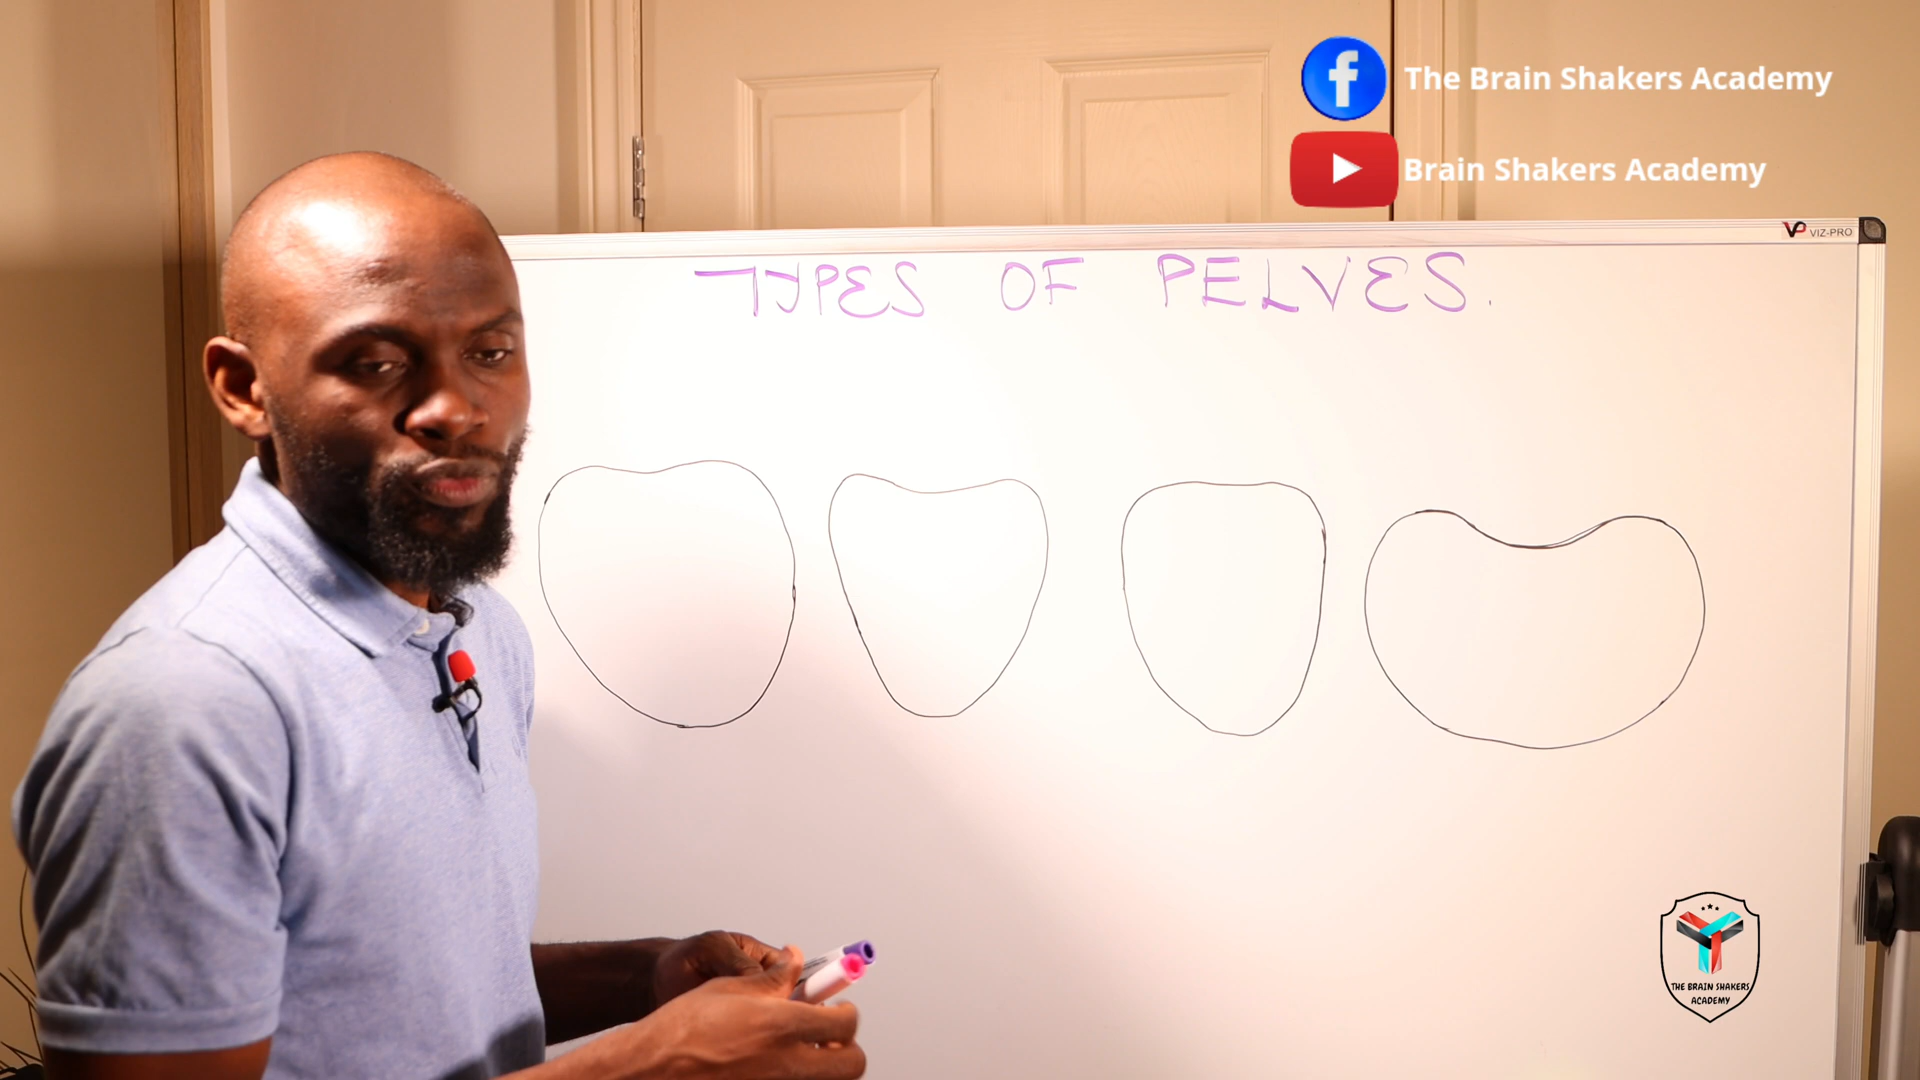 The Brain Shakers Academy
Brain Shakers Academy
VIZ-PRO
TYPES OF PELVES.
THE BRAIN SHAKERS
ACADEMY